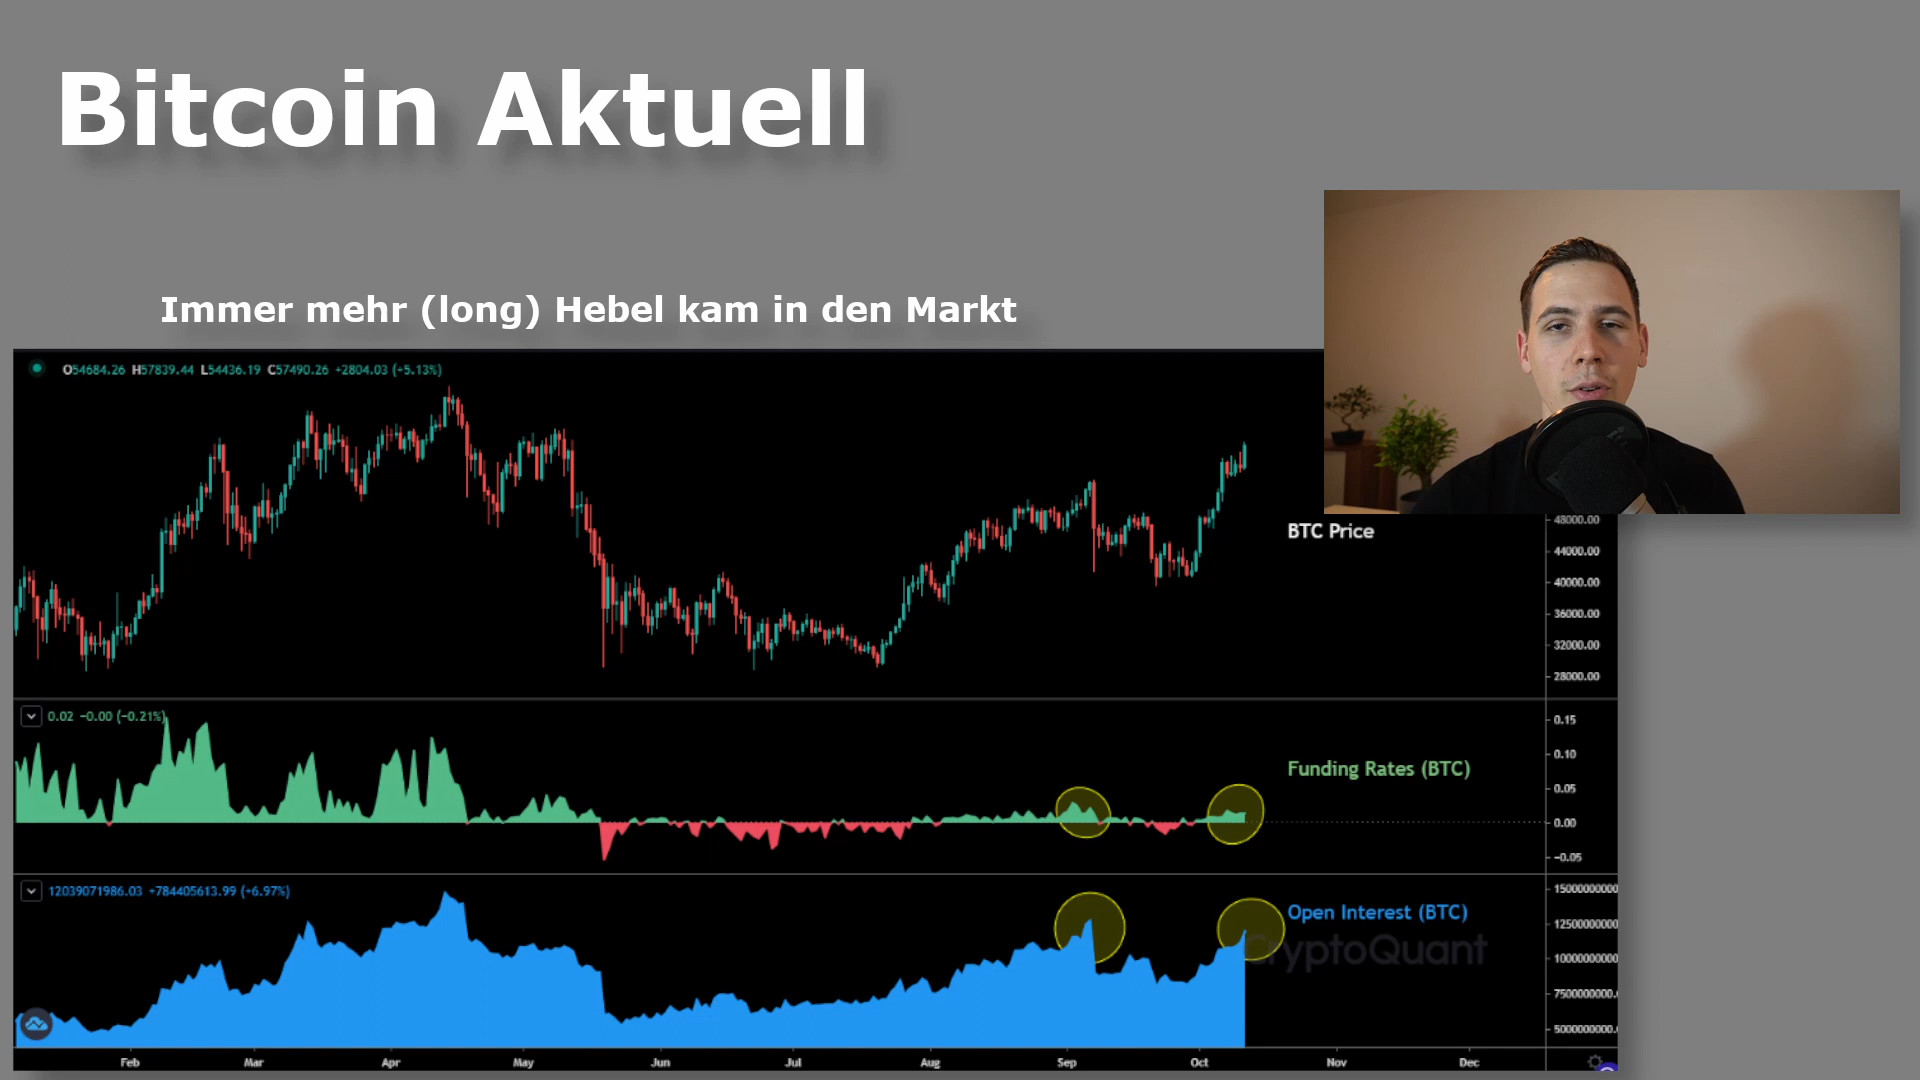 Bitcoin Aktuell
Immer mehr (long) Hebel kam in den Markt
O54684.26 H57839.44 L54436.19 C57490.26 +2804.03 (+5.13%)
BTC Price
48000.00
44000.00
40000.00
36000.00
32000.00
28000.00
0.02 −0.00 (−0.21%)
Funding Rates (BTC)
0.15
0.10
0.05
0.00
−0.05
12039071986.03 +784405613.99 (+6.97%)
Open Interest (BTC)
CryptoQuant
15000000000
12500000000
10000000000
7500000000.
5000000000.
Feb Mar Apr May Jun Jul Aug Sep Oct Nov Dec